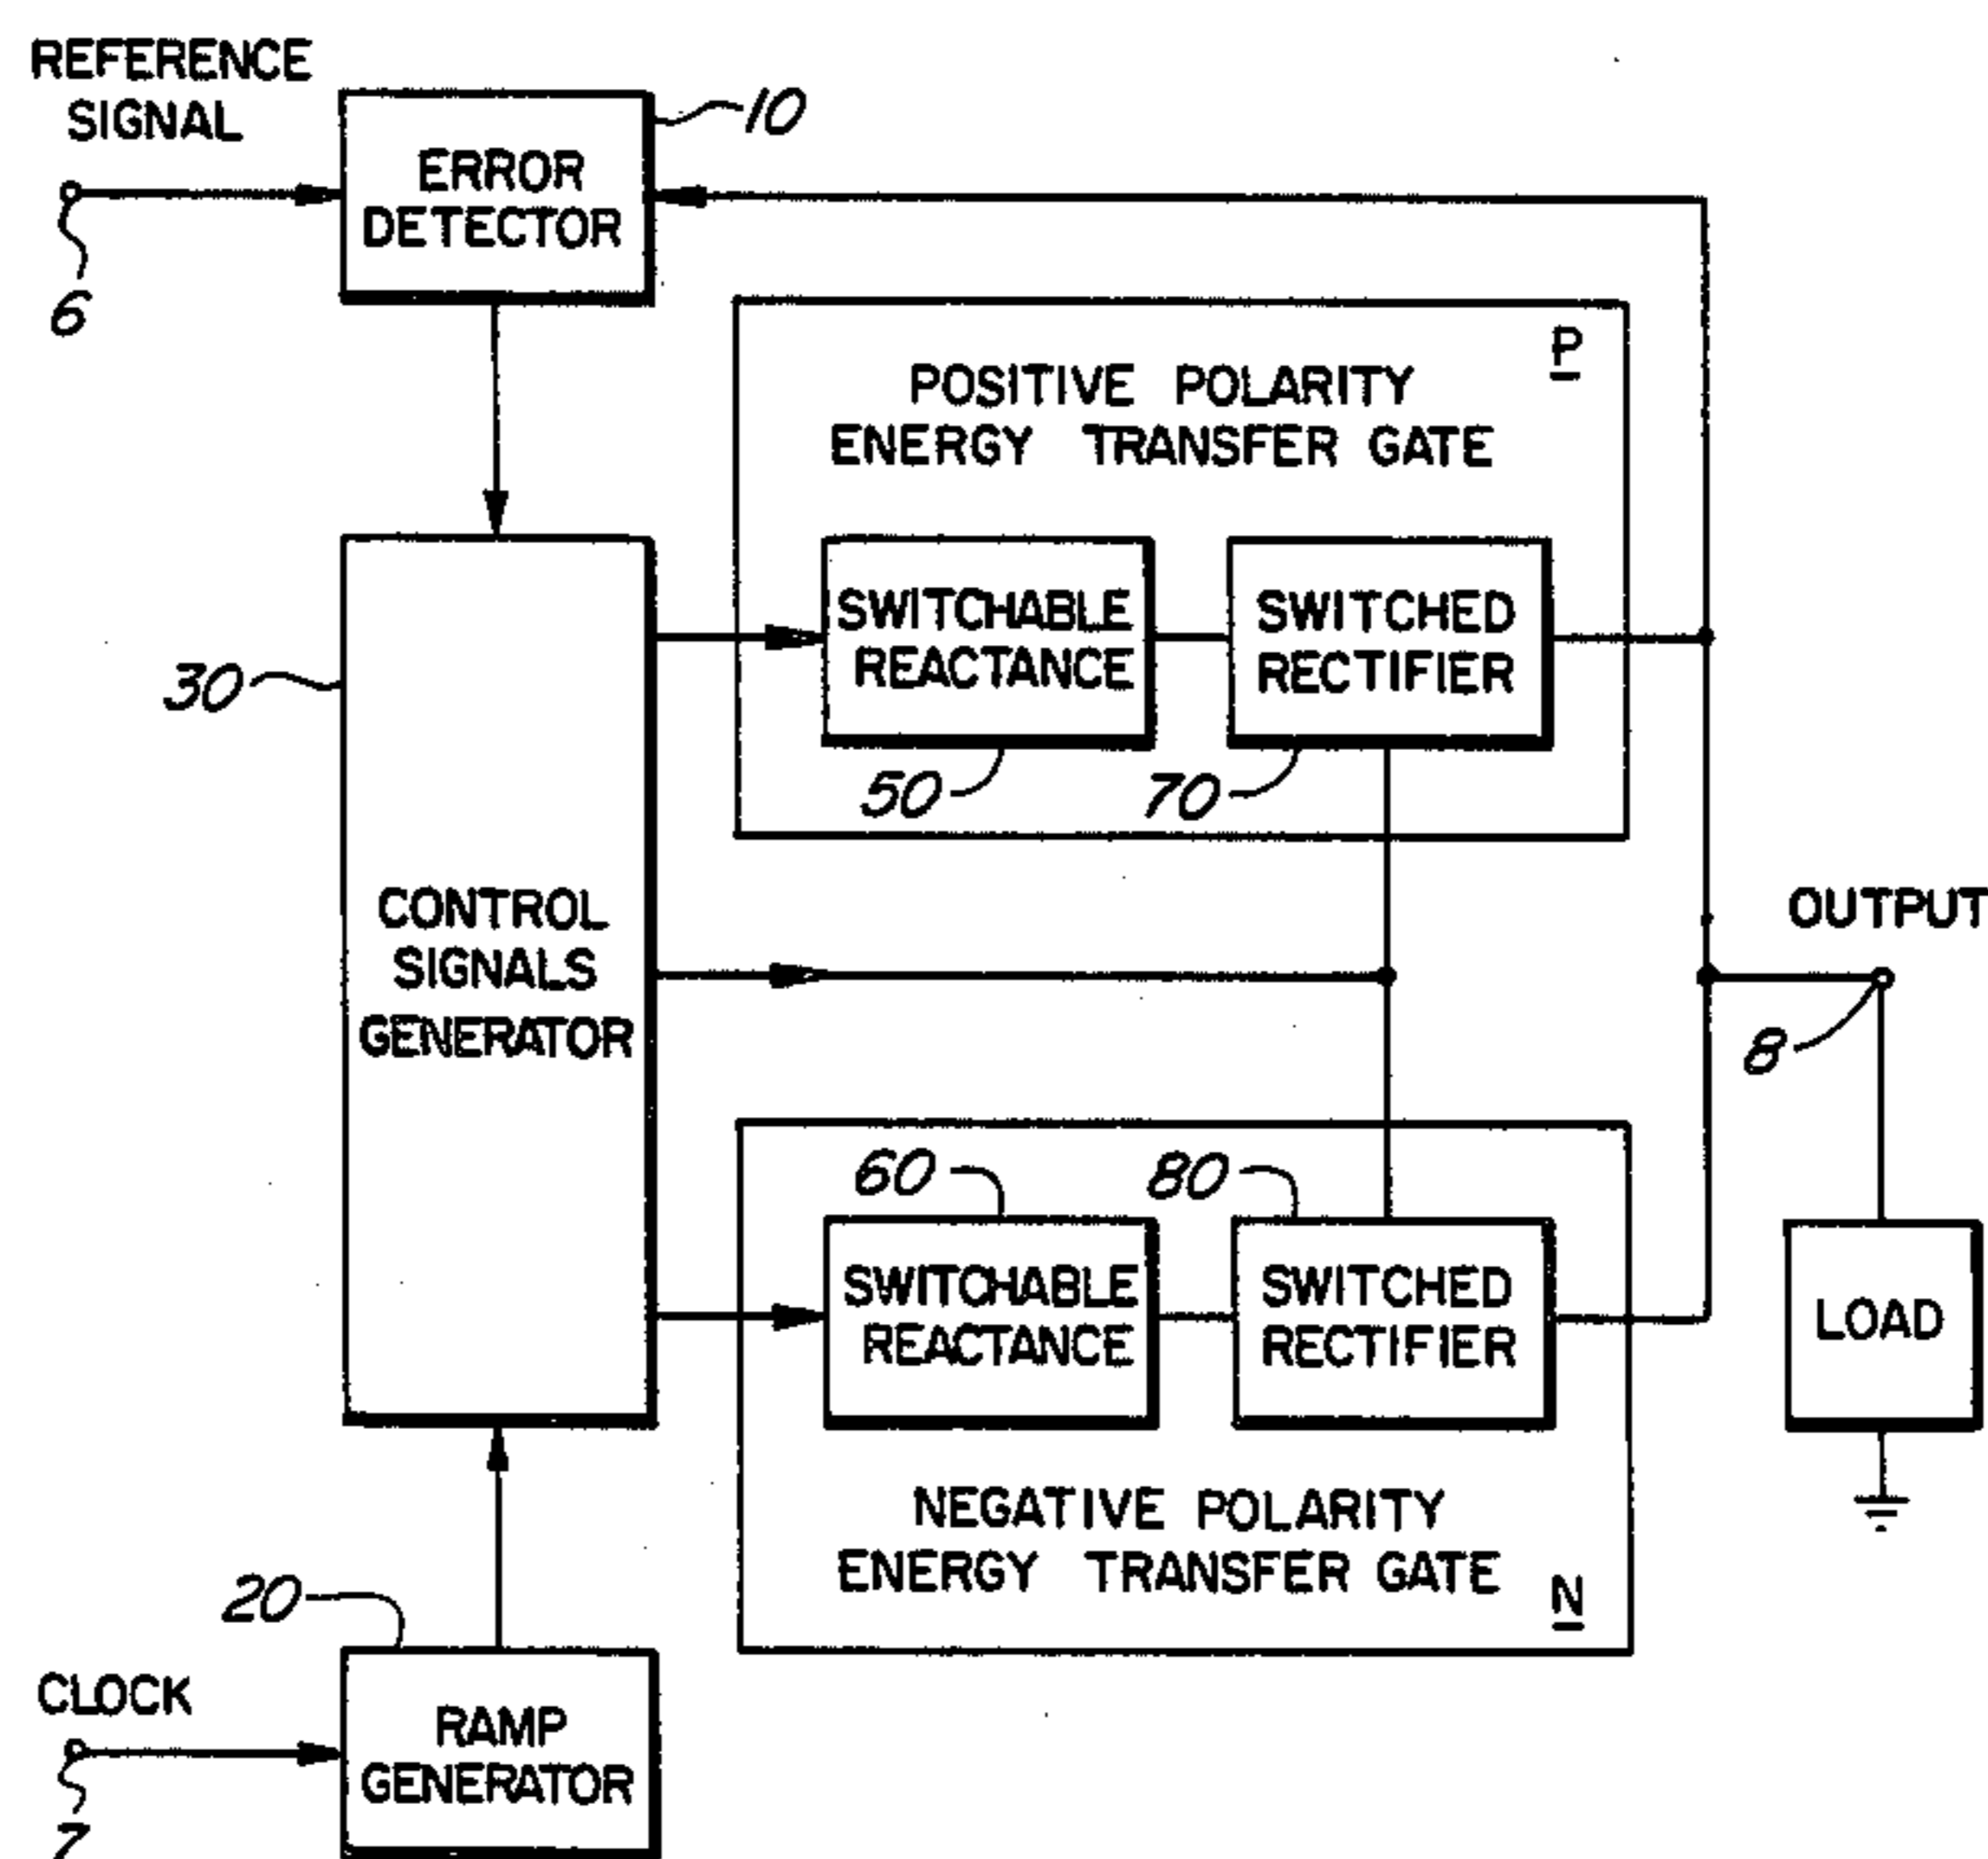 REFERENCE
SIGNAL
6
ERROR
DETECTOR
10
POSITIVE POLARITY
ENERGY TRANSFER GATE
P
SWITCHABLE
REACTANCE
50
SWITCHED
RECTIFIER
70
30
CONTROL
SIGNALS
GENERATOR
OUTPUT
8
60
80
SWITCHABLE
REACTANCE
SWITCHED
RECTIFIER
NEGATIVE POLARITY
ENERGY TRANSFER GATE
N
LOAD
20
CLOCK
7
RAMP
GENERATOR